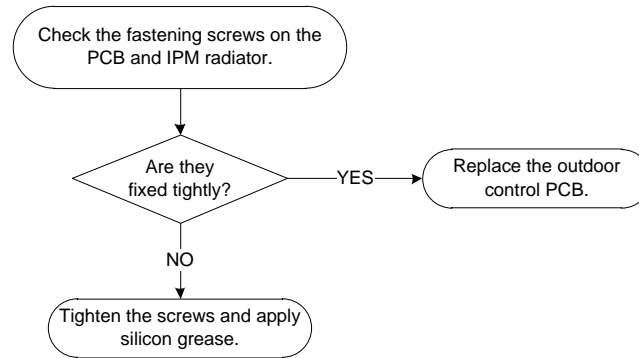 Check the fastening screws on the
PCB and IPM radiator.
Are they
fixed tightly?
YES
Replace the outdoor
control PCB.
NO
Tighten the screws and apply
silicon grease.